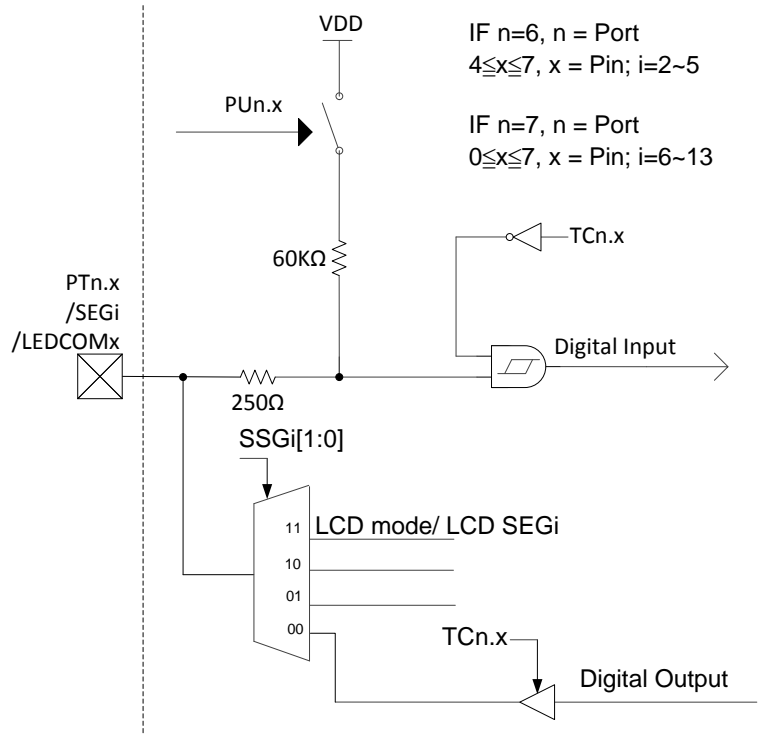 VDD
IF n=6, n = Port
4≦x≦7, x = Pin; i=2~5
PUn.x
IF n=7, n = Port
0≦x≦7, x = Pin; i=6~13
TCn.x
60KΩ
PTn.x
/SEGi
/LEDCOMx
Digital Input
250Ω
SSGi[1:0]
11
LCD mode/ LCD SEGi
10
01
00
TCn.x
Digital Output